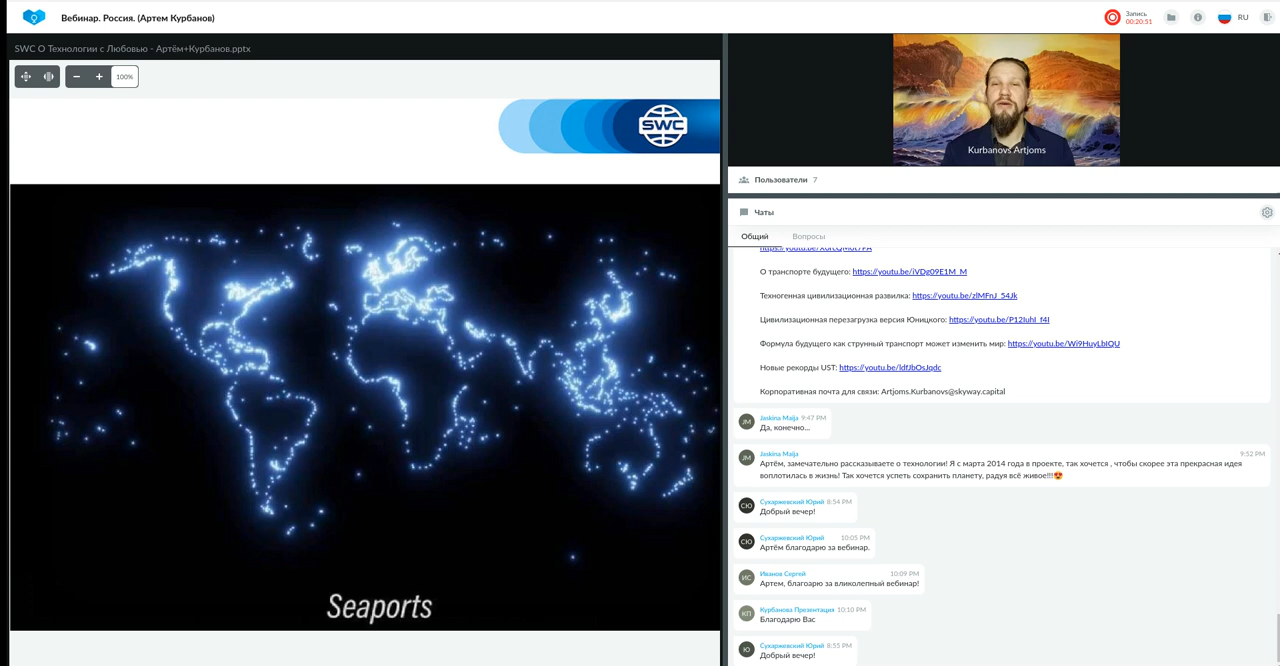 Вебинар. Россия. (Артем Курбанов)
Запись
00:20:51
RU
SWC О Технологии с Любовью - Артём+Курбанов.pptx
100%
SWC
Seaports
Kurbanovs Artjoms
Пользователи 7
Чаты
Общий
Вопросы
О транспорте будущего: https://youtu.be/iVDg09E1M_M
Техногенная цивилизационная развилка: https://youtu.be/zlMFnJ_54Jk
Цивилизационная перезагрузка версия Юницкого: https://youtu.be/P12IuhI_f4I
Формула будущего как струнный транспорт может изменить мир: https://youtu.be/Wi9HuyLbIQU
Новые рекорды UST: https://youtu.be/ldfJbOsJqdc
Корпоративная почта для связи: Artjoms.Kurbanovs@skyway.capital
JM
Jaskina Maija 9:47 PM
Да, конечно...
JM
Jaskina Maija 9:52 PM
Артём, замечательно рассказываете о технологии! Я с марта 2014 года в проекте, так хочется , чтобы скорее эта прекрасная идея
воплотилась в жизнь! Так хочется успеть сохранить планету, радуя всё живое!!!😍
СЮ
Сухаржевский Юрий 8:54 PM
Добрый вечер!
СЮ
Сухаржевский Юрий 10:05 PM
Артём благодарю за вебинар.
ИС
Иванов Сергей 10:09 PM
Артем, благоарю за вликолепный вебинар!
КП
Курбанова Презентация 10:10 PM
Благодарю Вас
Ю
Сухаржевский Юрий 8:55 PM
Добрый вечер!